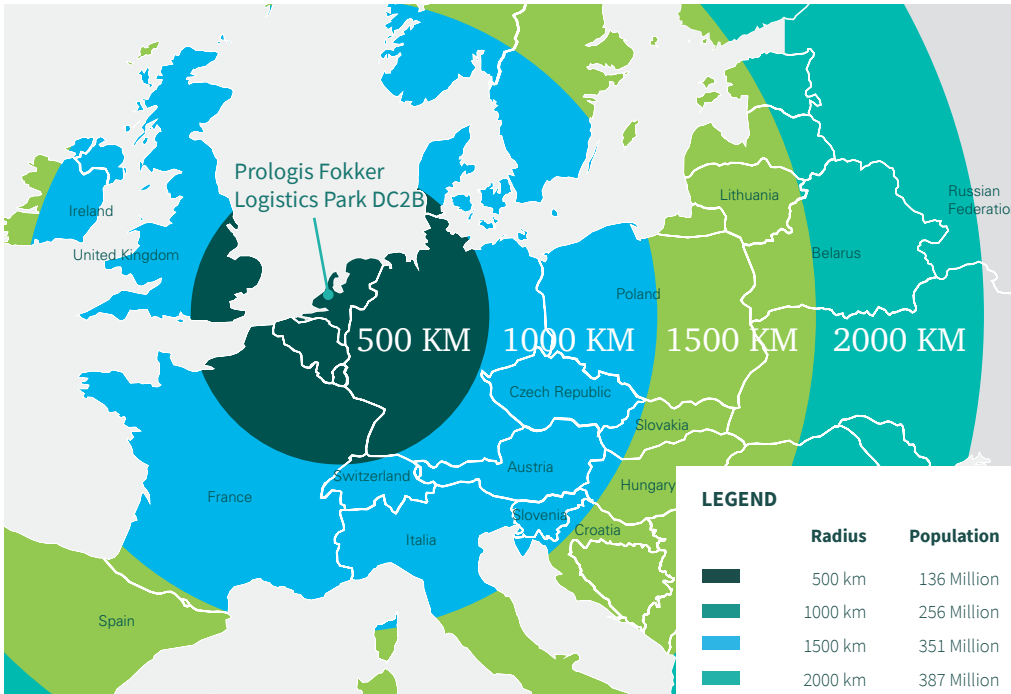 Prologis Fokker
Logistics Park DC2B
Ireland
United Kingdom
Lithuania
Russian
Federatio
Belarus
Poland
500 KM
1000 KM
1500 KM
2000 KM
Czech Republic
Slovakia
Austria
Switzerland
France
Hungary
Slovenia
Croatia
Italia
Spain
LEGEND
Radius Population
500 km 136 Million
1000 km 256 Million
1500 km 351 Million
2000 km 387 Million